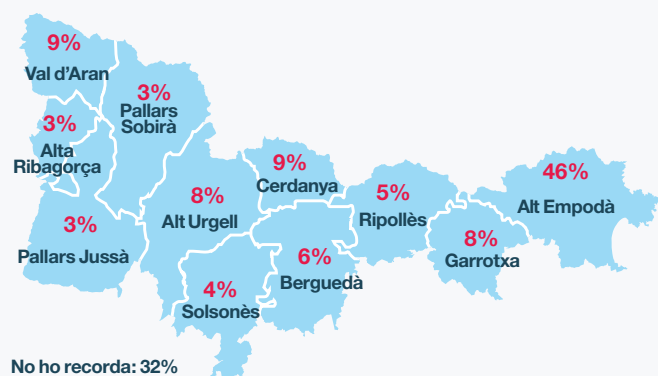 9%
Val d'Aran
3%
Pallars
Sobirà
3%
Alta
Ribagorça
9%
Cerdanya
46%
Alt Empodà
8%
Alt Urgell
5%
Ripollès
3%
Pallars Jussà
8%
Garrotxa
6%
Berguedà
4%
Solsonès
No ho recorda: 32%